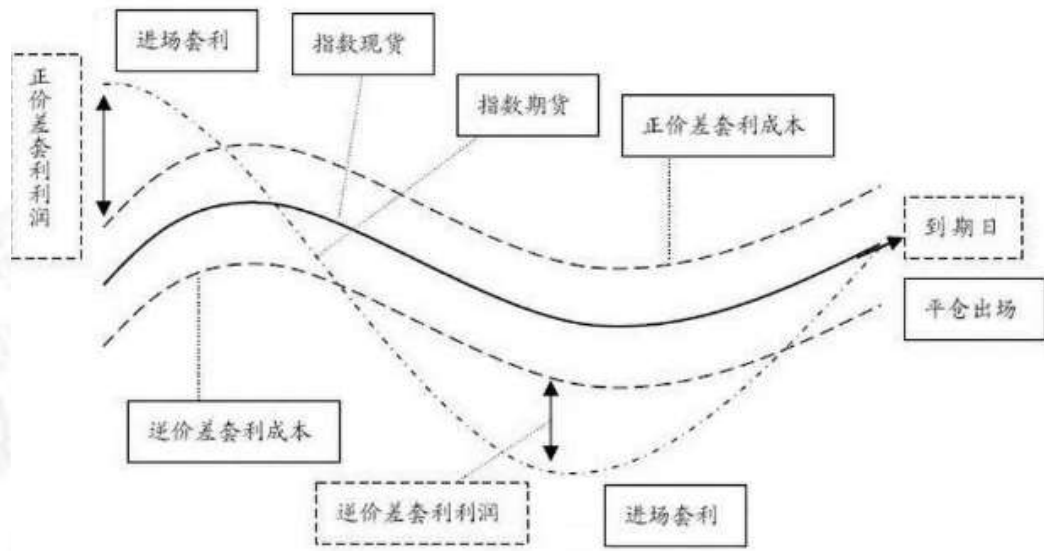 进场套利
指数现货
正价差套利利润
指数期货
正价差套利成本
到期日
平仓出场
逆价差套利成本
逆价差套利利润
进场套利